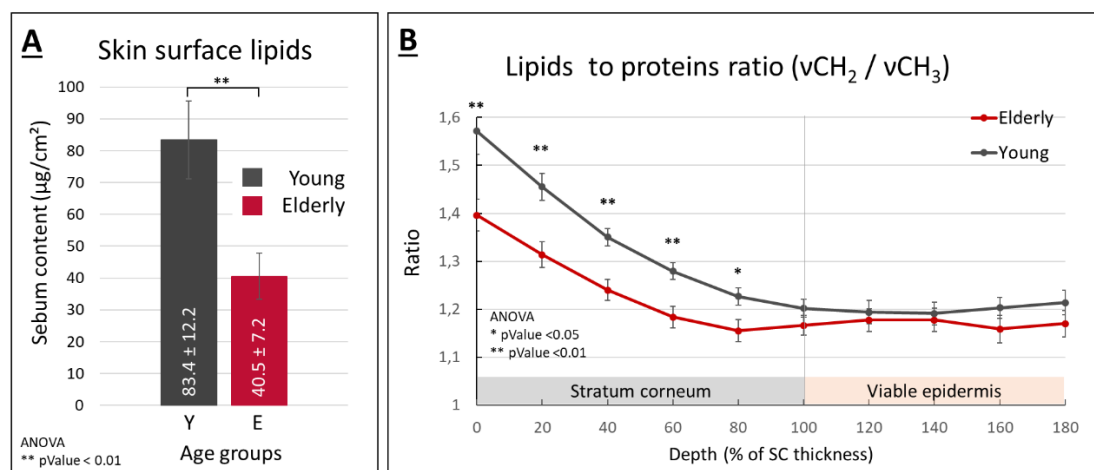 A
Skin surface lipids
**
100
90
80
70
60
50
40
30
20
10
0
Sebum content (µg/cm²)
Young
Elderly
83.4 ± 12.2
40.5 ± 7.2
Y E
Age groups
ANOVA
** pValue < 0.01
B
Lipids to proteins ratio (νCH₂ / νCH₃)
Elderly
Young
1,6
1,5
1,4
1,3
1,2
1,1
1
Ratio
**
**
**
**
*
ANOVA
* pValue <0.05
** pValue <0.01
Stratum corneum
Viable epidermis
0 20 40 60 80 100 120 140 160 180
Depth (% of SC thickness)